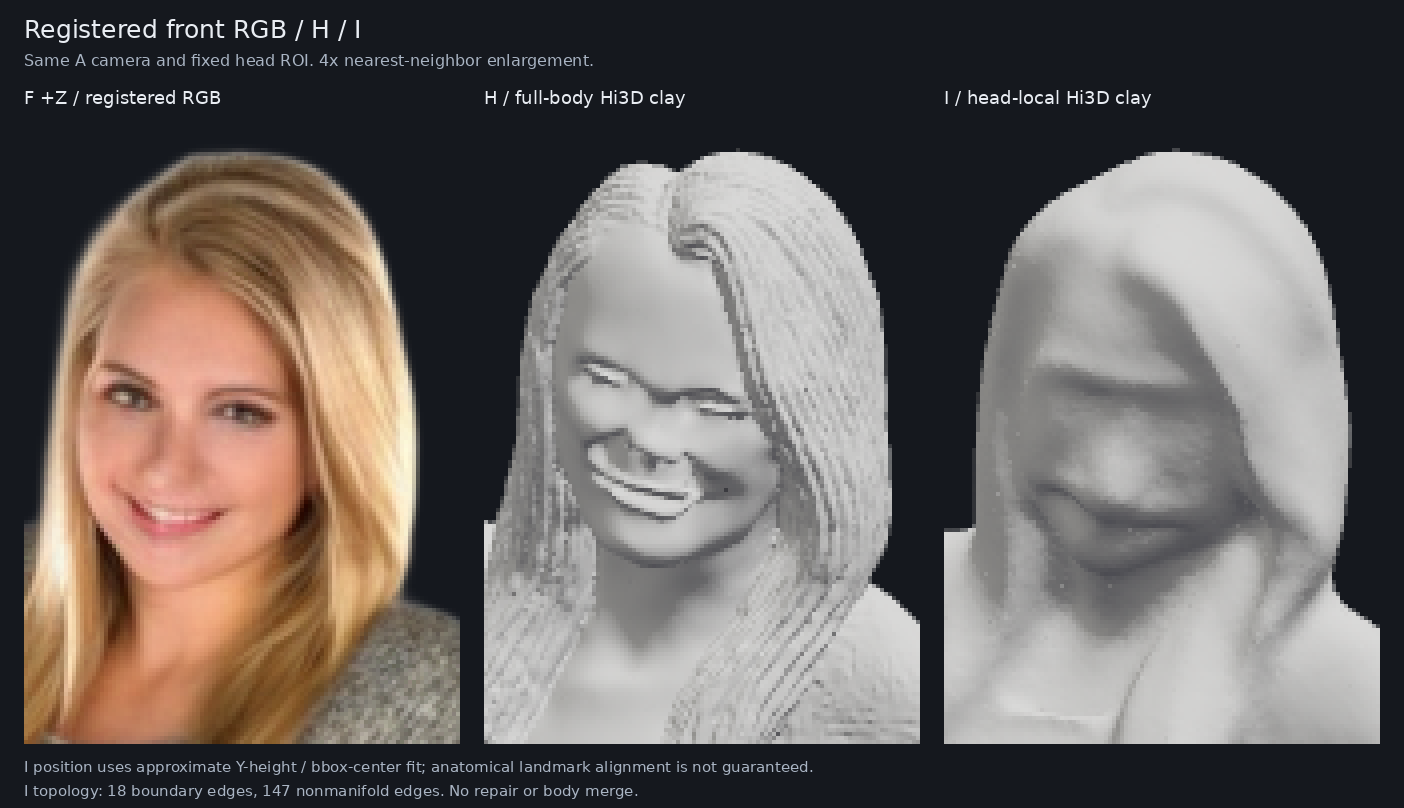 Registered front RGB / H / I
Same A camera and fixed head ROI. 4x nearest-neighbor enlargement.
F +Z / registered RGB
H / full-body Hi3D clay
I / head-local Hi3D clay
I position uses approximate Y-height / bbox-center fit; anatomical landmark alignment is not guaranteed.
I topology: 18 boundary edges, 147 nonmanifold edges. No repair or body merge.